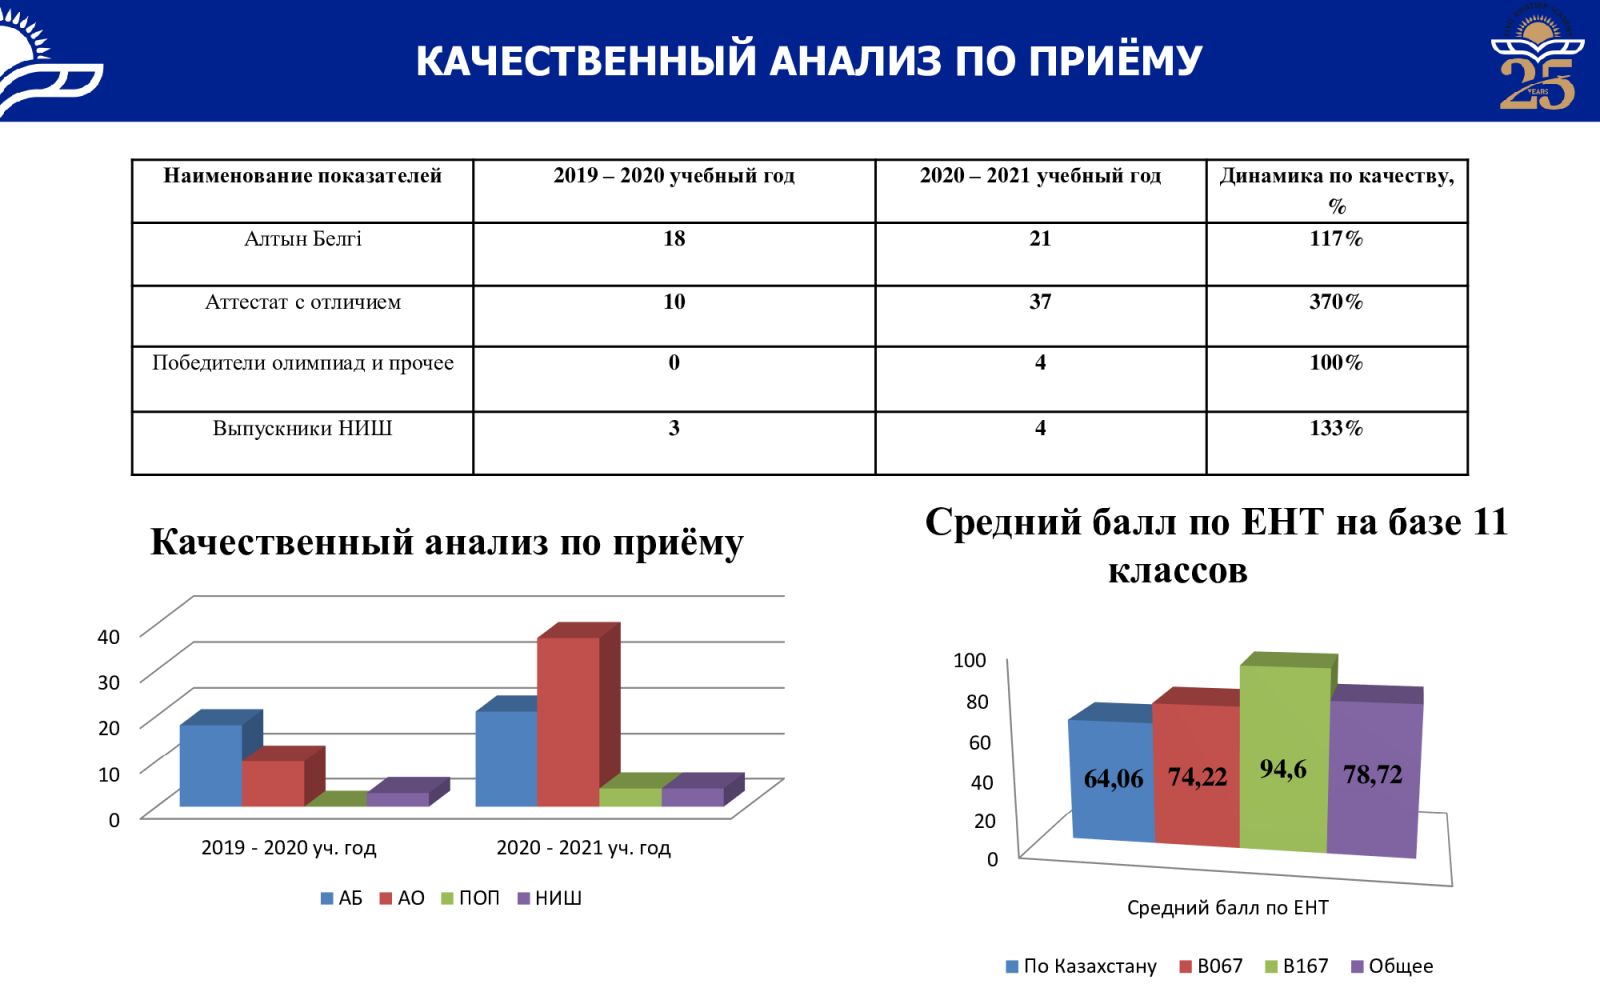 КАЧЕСТВЕННЫЙ АНАЛИЗ ПО ПРИЁМУ
25
YEARS
Наименование показателей
2019 – 2020 учебный год
2020 – 2021 учебный год
Динамика по качеству,
%
Алтын Белгі
18
21
117%
Аттестат с отличием
10
37
370%
Победители олимпиад и прочее
0
4
100%
Выпускники НИШ
3
4
133%
Качественный анализ по приёму
40
30
20
10
0
2019 - 2020 уч. год
2020 - 2021 уч. год
АБ
АО
ПОП
НИШ
Средний балл по ЕНТ на базе 11
классов
100
80
60
40
20
0
64,06
74,22
94,6
78,72
Средний балл по ЕНТ
По Казахстану
В067
В167
Общее